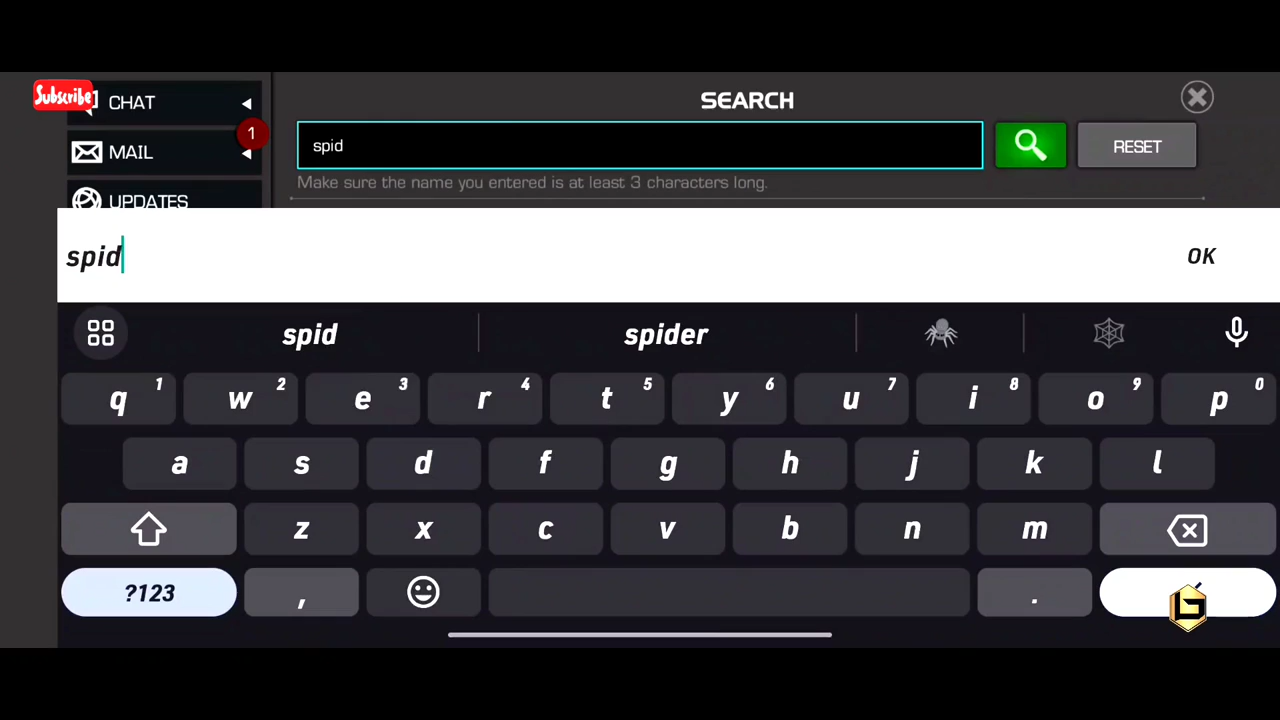 Subscribe
CHAT
SEARCH
1
spid
MAIL
RESET
Make sure the name you entered is at least 3 characters long.
UPDATES
spid
OK
spid spider
q 1 w 2 e 3 r 4 t 5 y 6 u 7 i 8 o 9 p 0
a s d f g h j k l
z x c v b n m
?123 , .